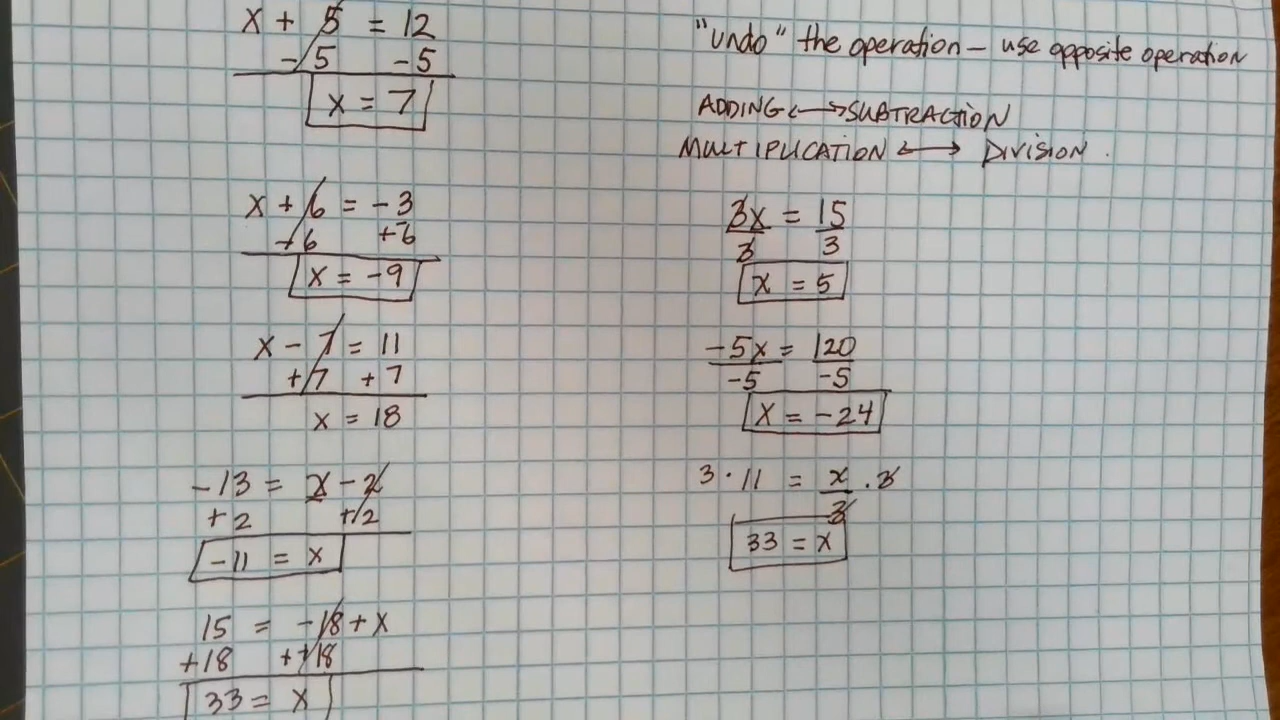 x + 5 = 12
- 5 - 5
x = 7
x + 6 = -3
-6 +-6
x = -9
x - 7 = 11
+7 +7
x = 18
-13 = x - 2
+2 +2
-11 = x
15 = -18 + x
+18 ++18
33 = x
"undo" the operation - use opposite operation
ADDING <-> SUBTRACTION
MULTIPLICATION <-> DIVISION.
3x = 15
3 3
x = 5
-5x = 120
-5 -5
x = -24
3 · 11 = x · 3
3
33 = x